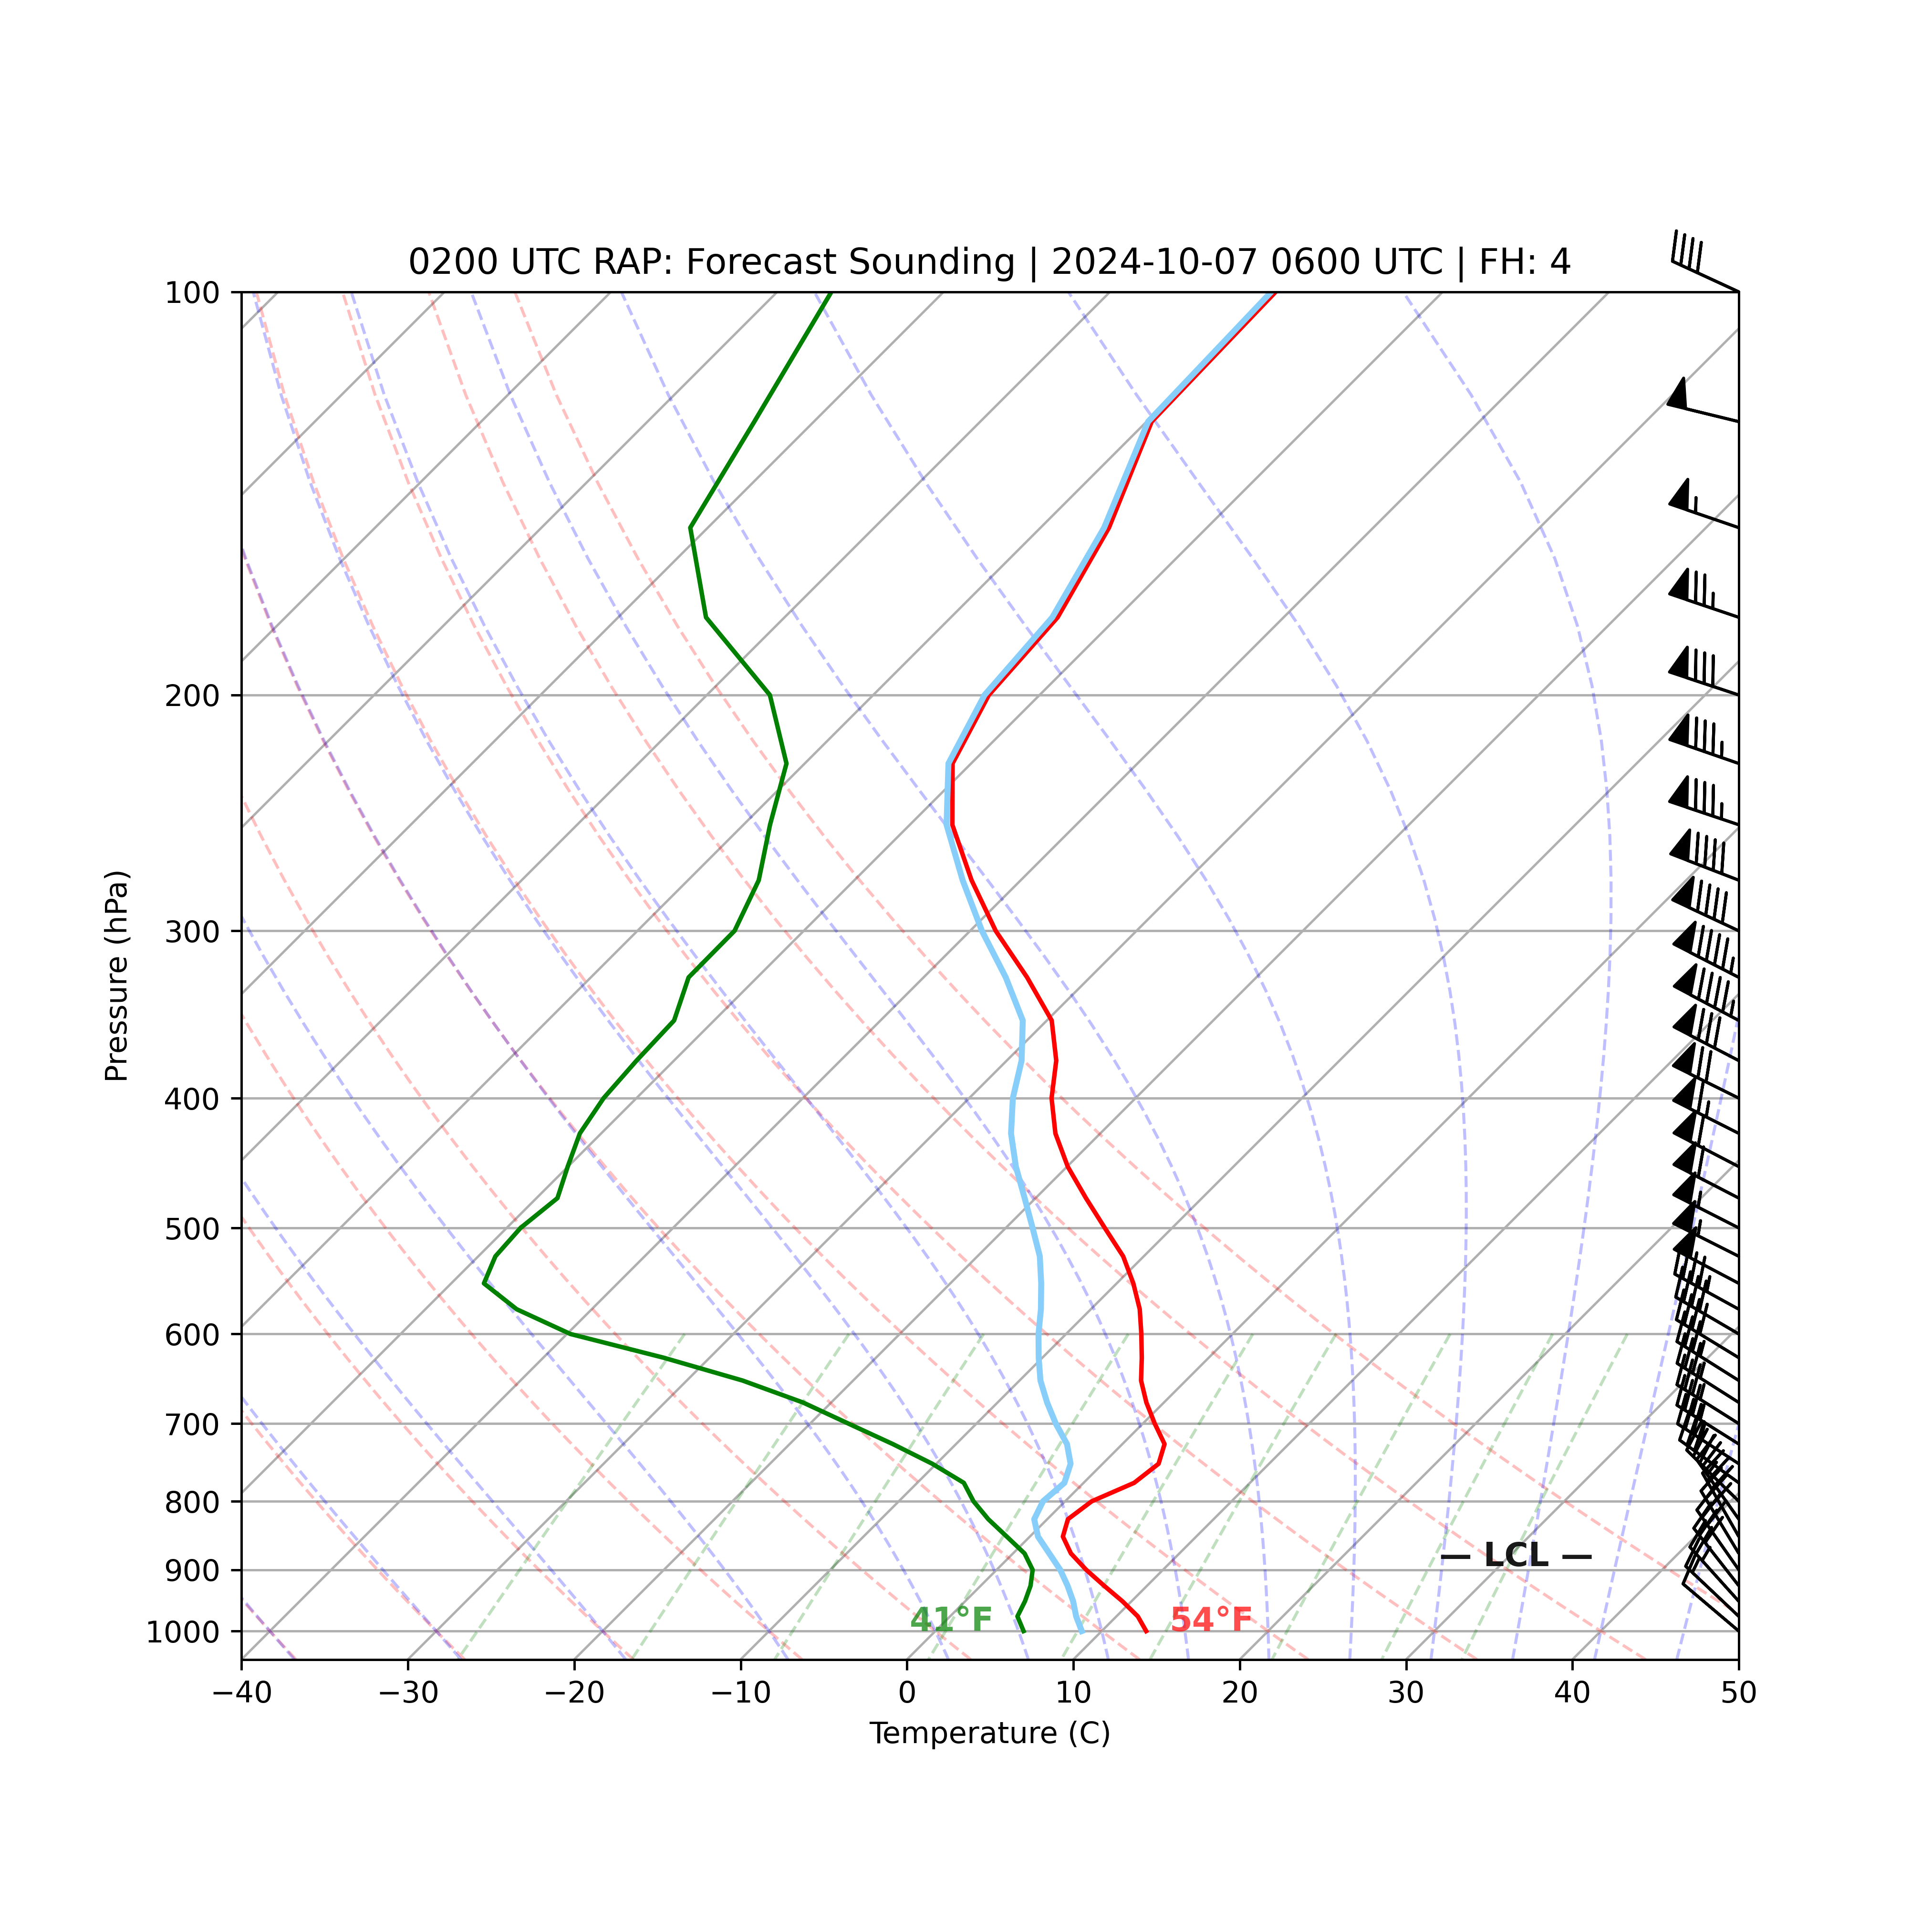 0200 UTC RAP: Forecast Sounding | 2024-10-07 0600 UTC | FH: 4
100
200
300
400
500
600
700
800
900
1000
Pressure (hPa)
— LCL —
41°F
54°F
−40 −30 −20 −10 0 10 20 30 40 50
Temperature (C)